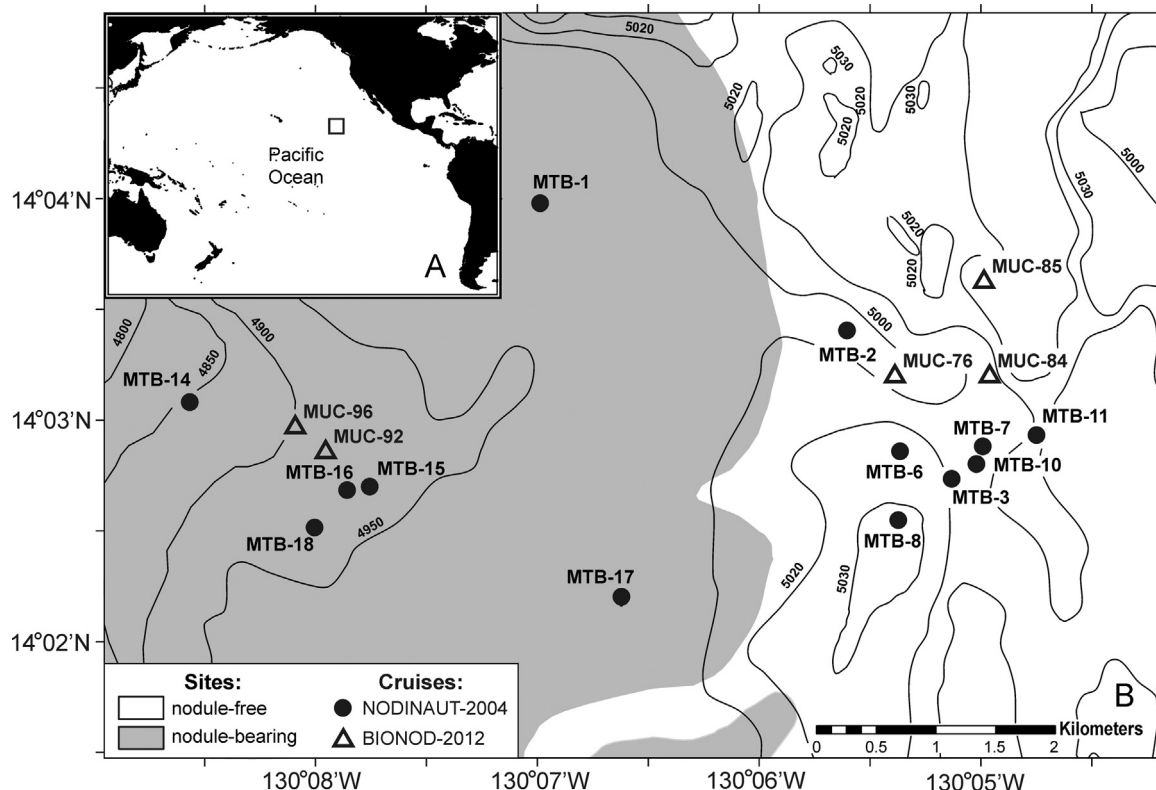 5020
5030
5020
5030
5020
5020
5000
5030
Pacific
Ocean
A
14°04'N
MTB-1
5020
5020
MUC-85
4800
4900
4850
5000
MTB-2
MUC-76
MUC-84
MTB-14
14°03'N
MUC-96
MUC-92
MTB-11
MTB-7
MTB-16
MTB-15
MTB-6
MTB-10
MTB-3
4950
MTB-18
MTB-8
MTB-17
5020
5030
14°02'N
Sites:
Cruises:
nodule-free
NODINAUT-2004
nodule-bearing
BIONOD-2012
B
Kilometers
0 0.5 1 1.5 2
130°08'W
130°07'W
130°06'W
130°05'W